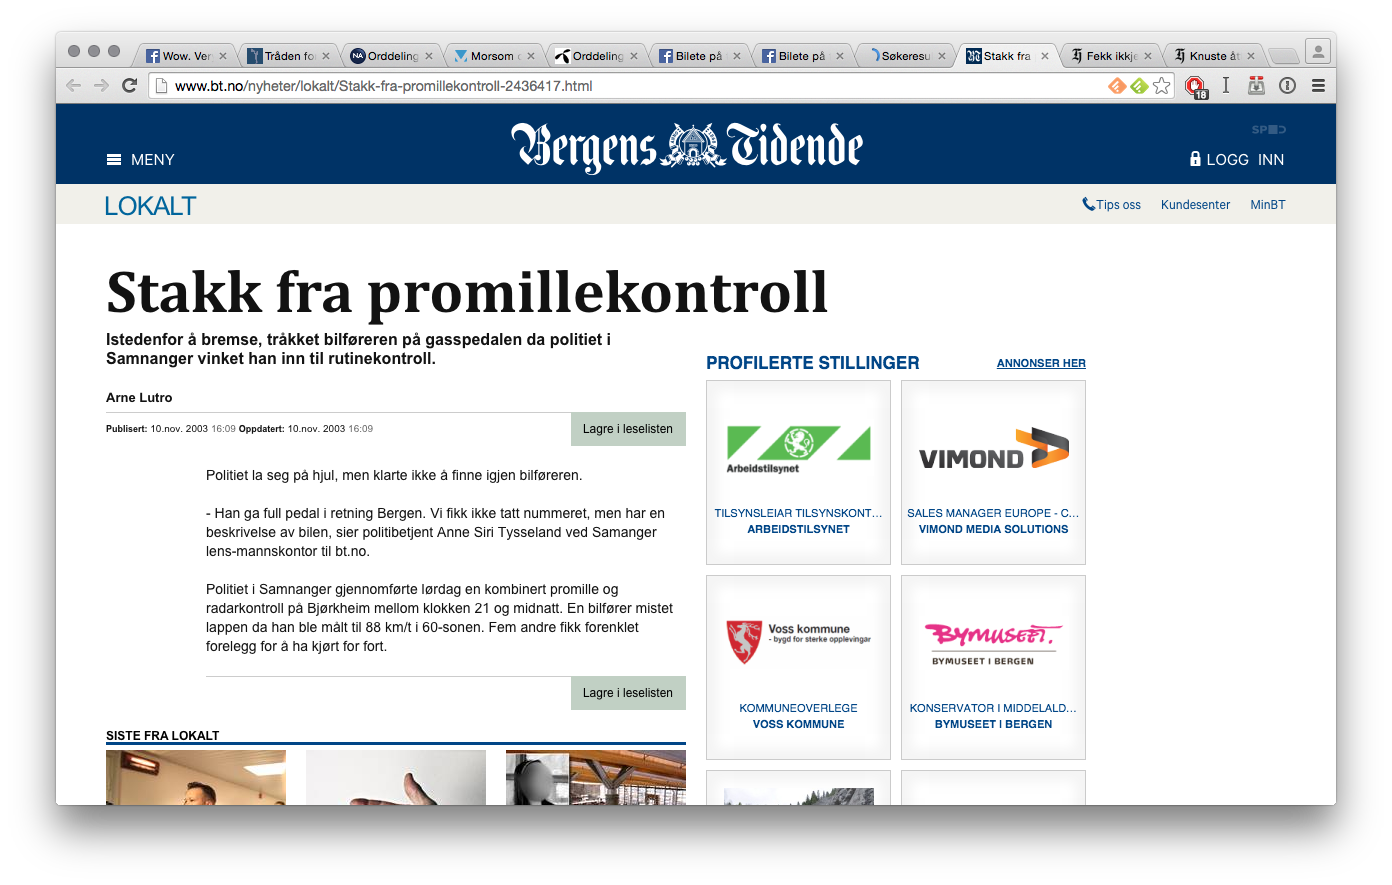 Wow. Ver
Tråden fo
Orddeling
Morsom
Orddeling
Bilete på
Bilete på
Søkeresu
Stakk fra
Fekk ikkje
Knuste åt
www.bt.no/nyheter/lokalt/Stakk-fra-promillekontroll-2436417.html
18
MENY
Bergens Tidende
LOGG INN
LOKALT
Tips oss
Kundesenter
MinBT
Stakk fra promillekontroll
Istedenfor å bremse, tråkket bilføreren på gasspedalen da politiet i
Samnanger vinket han inn til rutinekontroll.
Arne Lutro
Publisert: 10.nov. 2003 16:09 Oppdatert: 10.nov. 2003 16:09
Lagre i leselisten
Politiet la seg på hjul, men klarte ikke å finne igjen bilføreren.
- Han ga full pedal i retning Bergen. Vi fikk ikke tatt nummeret, men har en
beskrivelse av bilen, sier politibetjent Anne Siri Tysseland ved Samanger
lens-mannskontor til bt.no.
Politiet i Samnanger gjennomførte lørdag en kombinert promille og
radarkontroll på Bjørkheim mellom klokken 21 og midnatt. En bilfører mistet
lappen da han ble målt til 88 km/t i 60-sonen. Fem andre fikk forenklet
forelegg for å ha kjørt for fort.
Lagre i leselisten
SISTE FRA LOKALT
PROFILERTE STILLINGER
ANNONSER HER
Arbeidstilsynet
TILSYNSLEIAR TILSYNSKONT...
ARBEIDSTILSYNET
VIMOND
SALES MANAGER EUROPE - C...
VIMOND MEDIA SOLUTIONS
Voss kommune
- bygd for sterke opplevingar
KOMMUNEOVERLEGE
VOSS KOMMUNE
BYMUSEET.
BYMUSEET I BERGEN
KONSERVATOR I MIDDELALD...
BYMUSEET I BERGEN